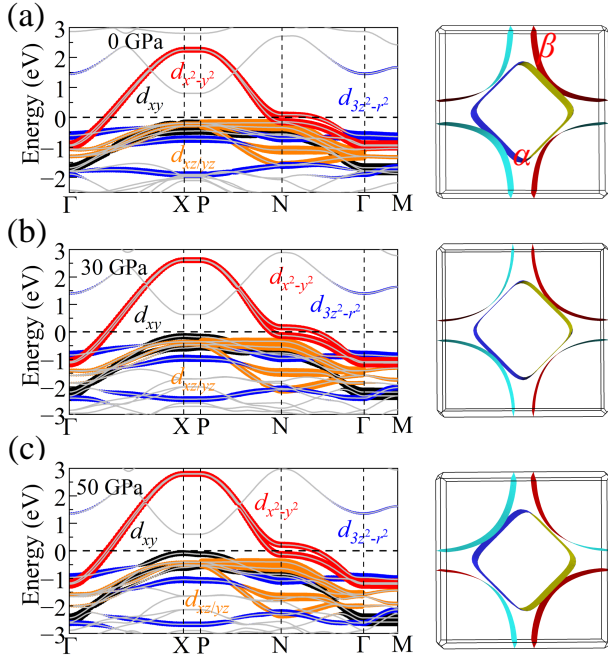 (a)
3
2
1
0
−1
−2
Energy (eV)
0 GPa
d_{x²-y²}
d_{xy}
d_{3z²-r²}
d_{xz/yz}
Γ X P N Γ M
β
α
(b)
3
2
1
0
−1
−2
−3
Energy (eV)
30 GPa
d_{x²-y²}
d_{xy}
d_{3z²-r²}
d_{xz/yz}
Γ X P N Γ M
(c)
3
2
1
0
−1
−2
−3
Energy (eV)
50 GPa
d_{x²-y²}
d_{xy}
d_{3z²-r²}
d_{xz/yz}
Γ X P N Γ M